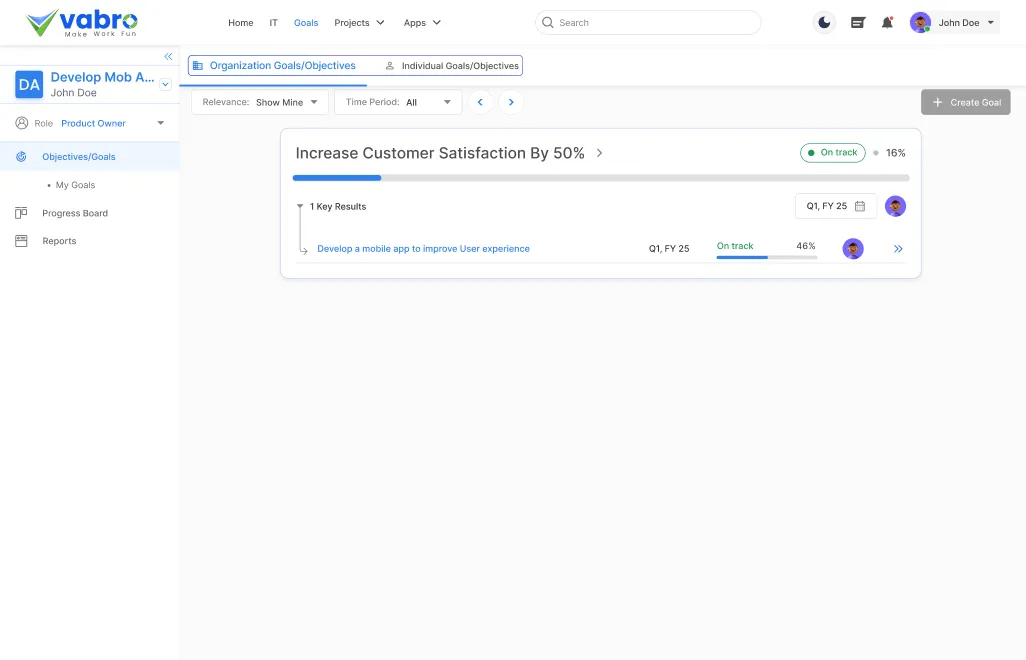 vabro
Make Work Fun
Home IT Goals Projects Apps
Search
John Doe
DA
Develop Mob A...
John Doe
Role Product Owner
Objectives/Goals
• My Goals
Progress Board
Reports
Organization Goals/Objectives Individual Goals/Objectives
Relevance: Show Mine Time Period: All
+ Create Goal
Increase Customer Satisfaction By 50% On track 16%
1 Key Results Q1, FY 25
Develop a mobile app to improve User experience Q1, FY 25 On track 46%